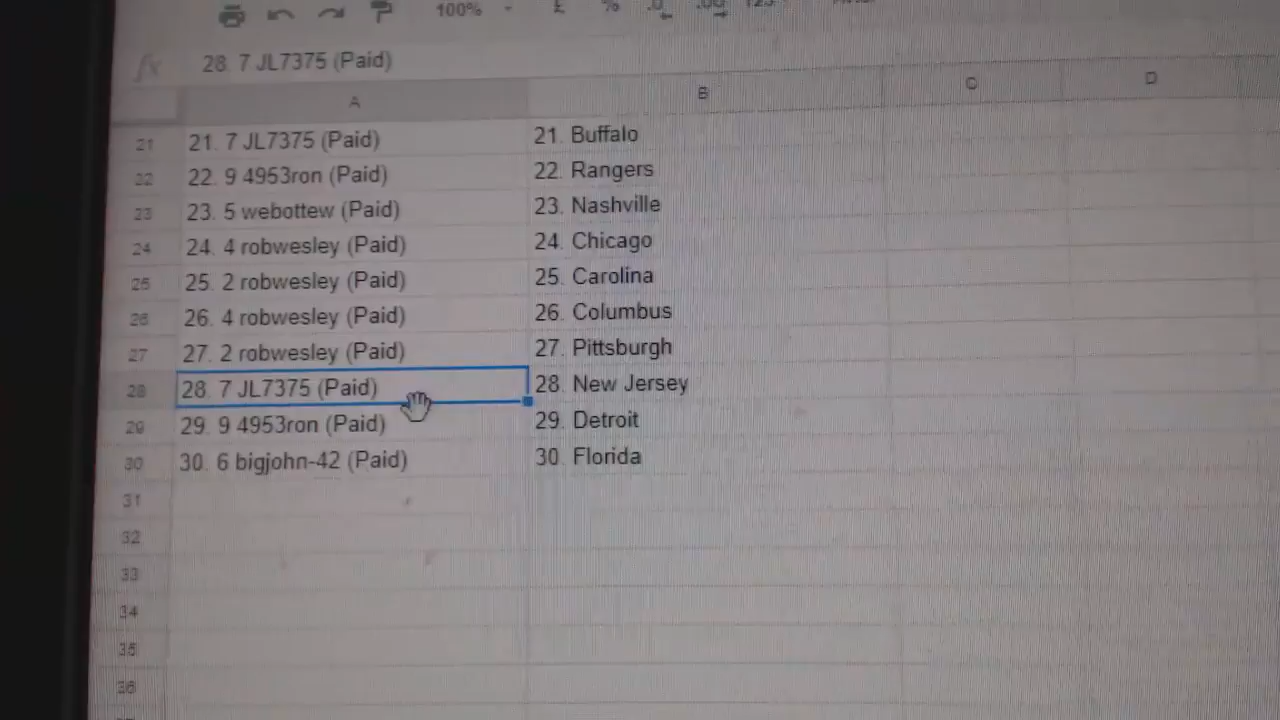 100% £ % .0 .00 123
fx 28. 7 JL7375 (Paid)
A B C D
21 21. 7 JL7375 (Paid) 21. Buffalo
22 22. 9 4953ron (Paid) 22. Rangers
23 23. 5 webottew (Paid) 23. Nashville
24 24. 4 robwesley (Paid) 24. Chicago
25 25. 2 robwesley (Paid) 25. Carolina
26 26. 4 robwesley (Paid) 26. Columbus
27 27. 2 robwesley (Paid) 27. Pittsburgh
28 28. 7 JL7375 (Paid) 28. New Jersey
29 29. 9 4953ron (Paid) 29. Detroit
30 30. 6 bigjohn-42 (Paid) 30. Florida
31
32
33
34
35
36